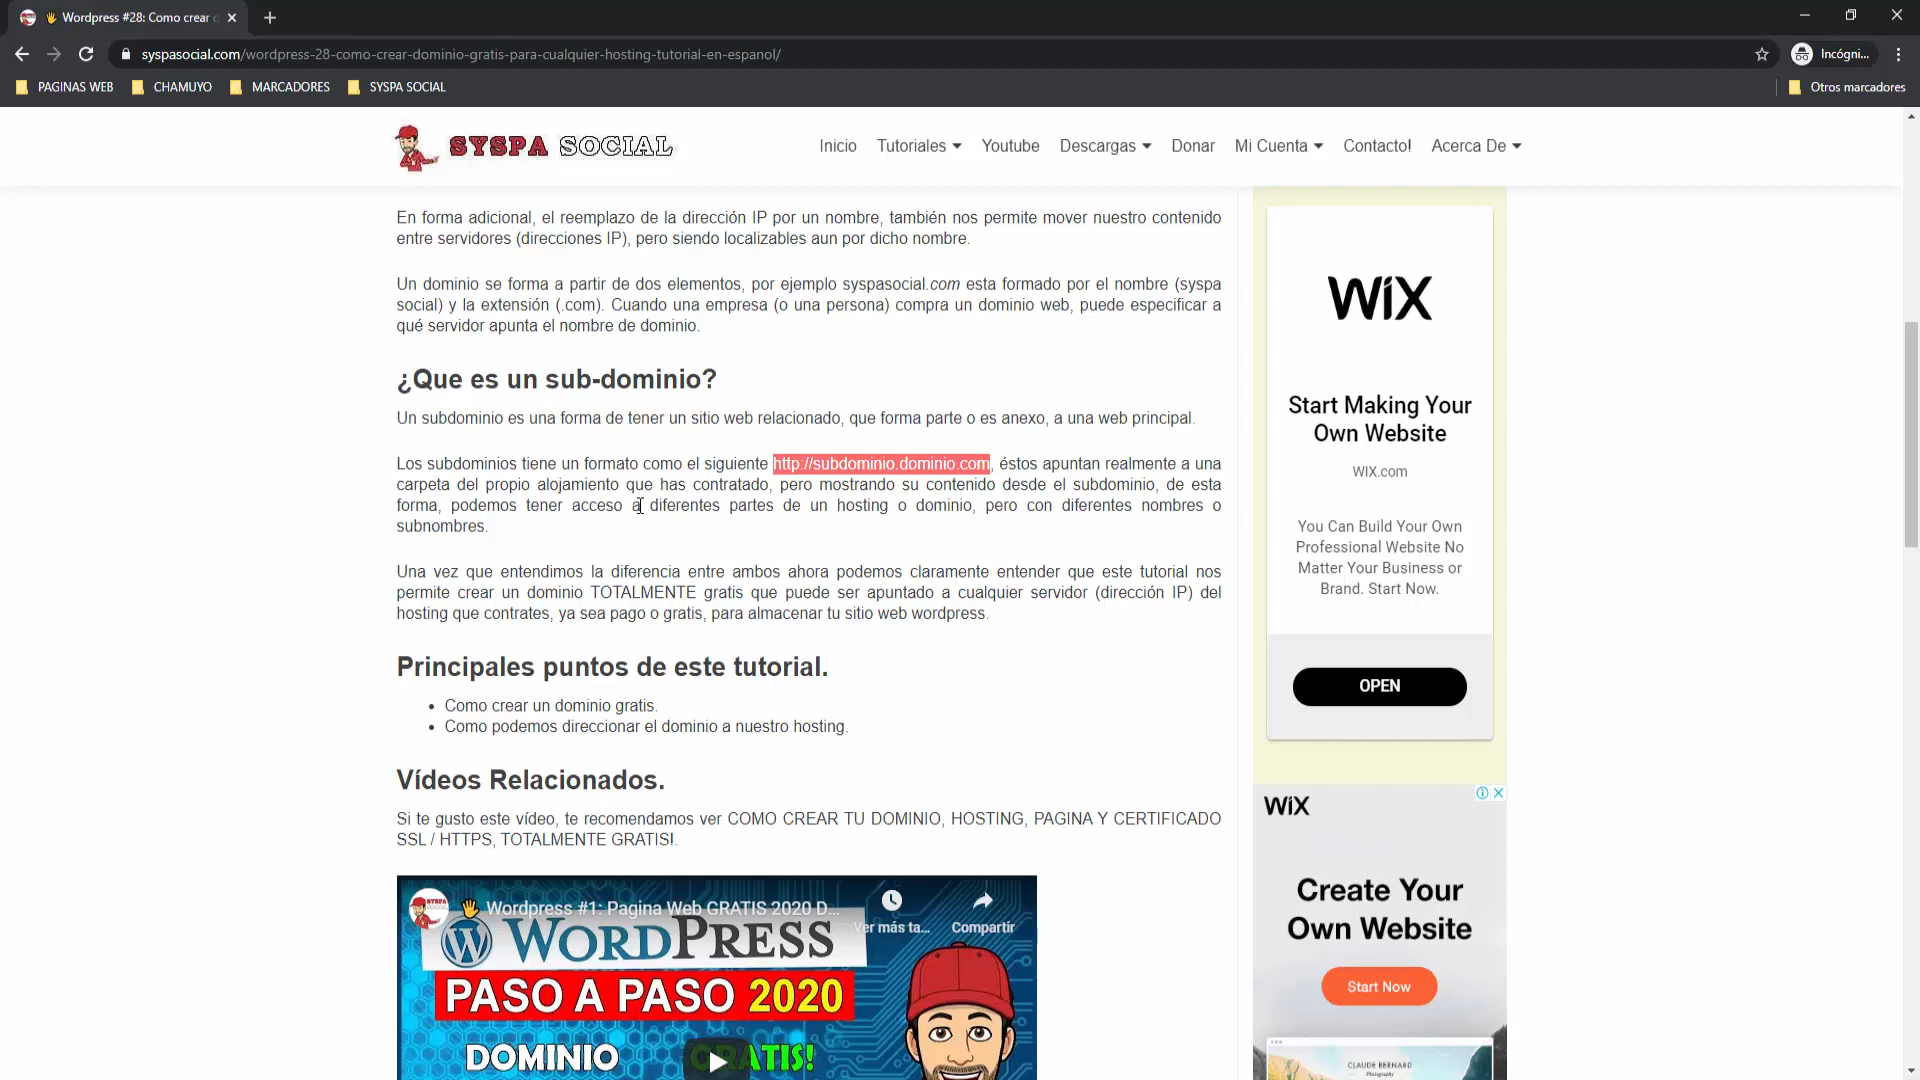 Wordpress #28: Como crear d
syspasocial.com/wordpress-28-como-crear-dominio-gratis-para-cualquier-hosting-tutorial-en-espanol/
Incógni...
PAGINAS WEB
CHAMUYO
MARCADORES
SYSPA SOCIAL
Otros marcadores
SYSPA SOCIAL
Inicio
Tutoriales
Youtube
Descargas
Donar
Mi Cuenta
Contacto!
Acerca De
En forma adicional, el reemplazo de la dirección IP por un nombre, también nos permite mover nuestro contenido
entre servidores (direcciones IP), pero siendo localizables aun por dicho nombre.
Un dominio se forma a partir de dos elementos, por ejemplo syspasocial.com esta formado por el nombre (syspa
social) y la extensión (.com). Cuando una empresa (o una persona) compra un dominio web, puede especificar a
qué servidor apunta el nombre de dominio.
¿Que es un sub-dominio?
Un subdominio es una forma de tener un sitio web relacionado, que forma parte o es anexo, a una web principal.
Los subdominios tiene un formato como el siguiente http://subdominio.dominio.com, éstos apuntan realmente a una
carpeta del propio alojamiento que has contratado, pero mostrando su contenido desde el subdominio, de esta
forma, podemos tener acceso a diferentes partes de un hosting o dominio, pero con diferentes nombres o
subnombres.
Una vez que entendimos la diferencia entre ambos ahora podemos claramente entender que este tutorial nos
permite crear un dominio TOTALMENTE gratis que puede ser apuntado a cualquier servidor (dirección IP) del
hosting que contrates, ya sea pago o gratis, para almacenar tu sitio web wordpress.
Principales puntos de este tutorial.
• Como crear un dominio gratis.
• Como podemos direccionar el dominio a nuestro hosting.
Vídeos Relacionados.
Si te gusto este vídeo, te recomendamos ver COMO CREAR TU DOMINIO, HOSTING, PAGINA Y CERTIFICADO
SSL / HTTPS, TOTALMENTE GRATIS!.
Wordpress #1: Pagina Web GRATIS 2020 D...
Ver más ta...
Compartir
WORDPRESS
PASO A PASO 2020
DOMINIO GRATIS!
WiX
Start Making Your
Own Website
WIX.com
You Can Build Your Own
Professional Website No
Matter Your Business or
Brand. Start Now.
OPEN
WiX
Create Your
Own Website
Start Now
CLAUDE BERNARD
Photography